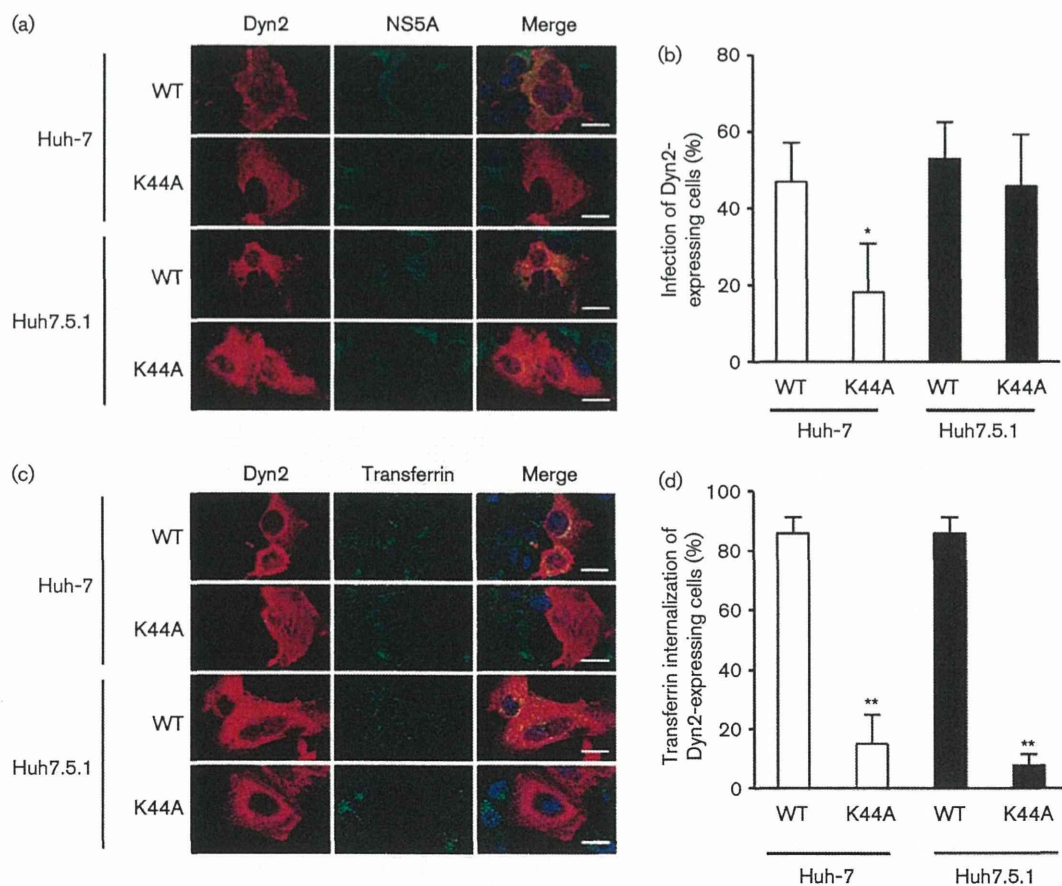 (a)
Dyn2 NS5A Merge
WT
Huh-7
K44A
WT
Huh7.5.1
K44A
(b)
Infection of Dyn2-
expressing cells (%)
80
60
40
20
0
*
WT K44A WT K44A
Huh-7 Huh7.5.1
(c)
Dyn2 Transferrin Merge
WT
Huh-7
K44A
WT
Huh7.5.1
K44A
(d)
Transferrin internalization of
Dyn2-expressing cells (%)
100
80
60
40
20
0
**
**
WT K44A WT K44A
Huh-7 Huh7.5.1